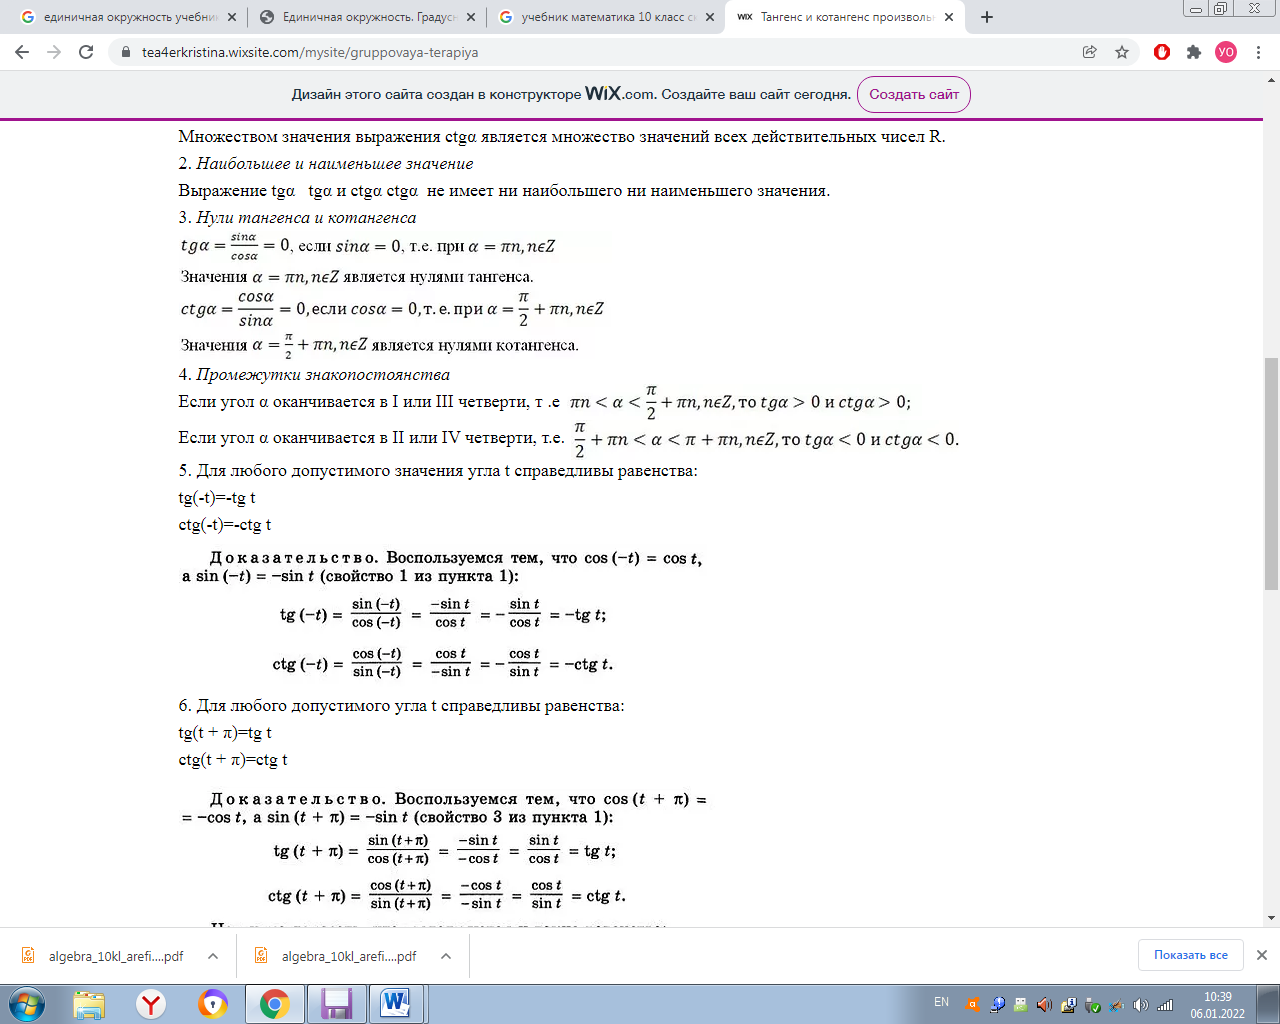 единичная окружность учебни
Единичная окружность. Градусн
учебник математика 10 класс с
Тангенс и котангенс произволь
tea4erkristina.wixsite.com/mysite/gruppovaya-terapiya
УО
Дизайн этого сайта создан в конструкторе WiX.com. Создайте ваш сайт сегодня. Создать сайт
Множеством значения выражения ctgα является множество значений всех действительных чисел R.
2. Наибольшее и наименьшее значение
Выражение tgα tgα и ctgα ctgα не имеет ни наибольшего ни наименьшего значения.
3. Нули тангенса и котангенса
tgα = sinα/cosα = 0, если sinα = 0, т.е. при α = πn, nϵZ
Значения α = πn, nϵZ является нулями тангенса.
ctgα = cosα/sinα = 0, если cosα = 0, т. е. при α = π/2 + πn, nϵZ
Значения α = π/2 + πn, nϵZ является нулями котангенса.
4. Промежутки знакопостоянства
Если угол α оканчивается в I или III четверти, т .е πn < α < π/2 + πn, nϵZ, то tgα > 0 и ctgα > 0;
Если угол α оканчивается в II или IV четверти, т.е. π/2 + πn < α < π + πn, nϵZ, то tgα < 0 и ctgα < 0.
5. Для любого допустимого значения угла t справедливы равенства:
tg(-t)=-tg t
ctg(-t)=-ctg t
Доказательство. Воспользуемся тем, что cos (−t) = cos t,
а sin (−t) = −sin t (свойство 1 из пункта 1):
tg (−t) = sin (−t)/cos (−t) = −sin t/cos t = − sin t/cos t = −tg t;
ctg (−t) = cos (−t)/sin (−t) = cos t/−sin t = − cos t/sin t = −ctg t.
6. Для любого допустимого угла t справедливы равенства:
tg(t + π)=tg t
ctg(t + π)=ctg t
Доказательство. Воспользуемся тем, что cos (t + π) =
= −cos t, а sin (t + π) = −sin t (свойство 3 из пункта 1):
tg (t + π) = sin (t+π)/cos (t+π) = −sin t/−cos t = sin t/cos t = tg t;
ctg (t + π) = cos (t+π)/sin (t+π) = −cos t/−sin t = cos t/sin t = ctg t.
algebra_10kl_arefi....pdf
algebra_10kl_arefi....pdf
Показать все
EN
10:39
06.01.2022